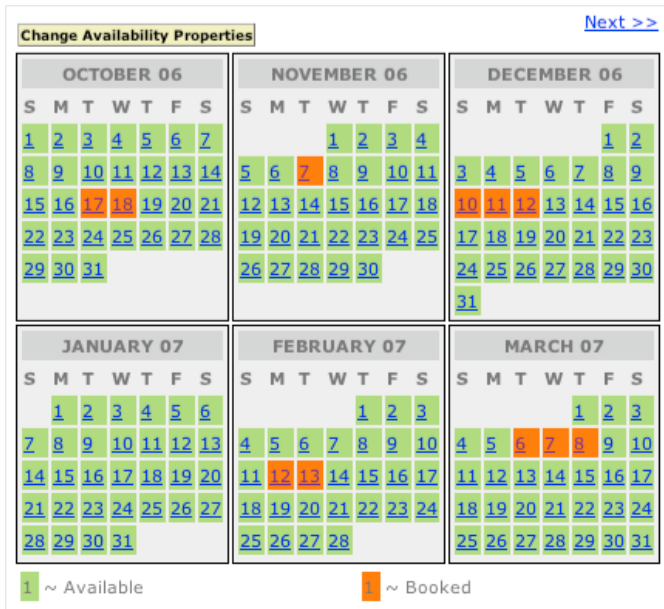 Next >>
Change Availability Properties
OCTOBER 06
S M T W T F S
1 2 3 4 5 6 7
8 9 10 11 12 13 14
15 16 17 18 19 20 21
22 23 24 25 26 27 28
29 30 31
NOVEMBER 06
S M T W T F S
1 2 3 4
5 6 7 8 9 10 11
12 13 14 15 16 17 18
19 20 21 22 23 24 25
26 27 28 29 30
DECEMBER 06
S M T W T F S
1 2
3 4 5 6 7 8 9
10 11 12 13 14 15 16
17 18 19 20 21 22 23
24 25 26 27 28 29 30
31
JANUARY 07
S M T W T F S
1 2 3 4 5 6
7 8 9 10 11 12 13
14 15 16 17 18 19 20
21 22 23 24 25 26 27
28 29 30 31
FEBRUARY 07
S M T W T F S
1 2 3
4 5 6 7 8 9 10
11 12 13 14 15 16 17
18 19 20 21 22 23 24
25 26 27 28
MARCH 07
S M T W T F S
1 2 3
4 5 6 7 8 9 10
11 12 13 14 15 16 17
18 19 20 21 22 23 24
25 26 27 28 29 30 31
1 ~ Available
1 ~ Booked